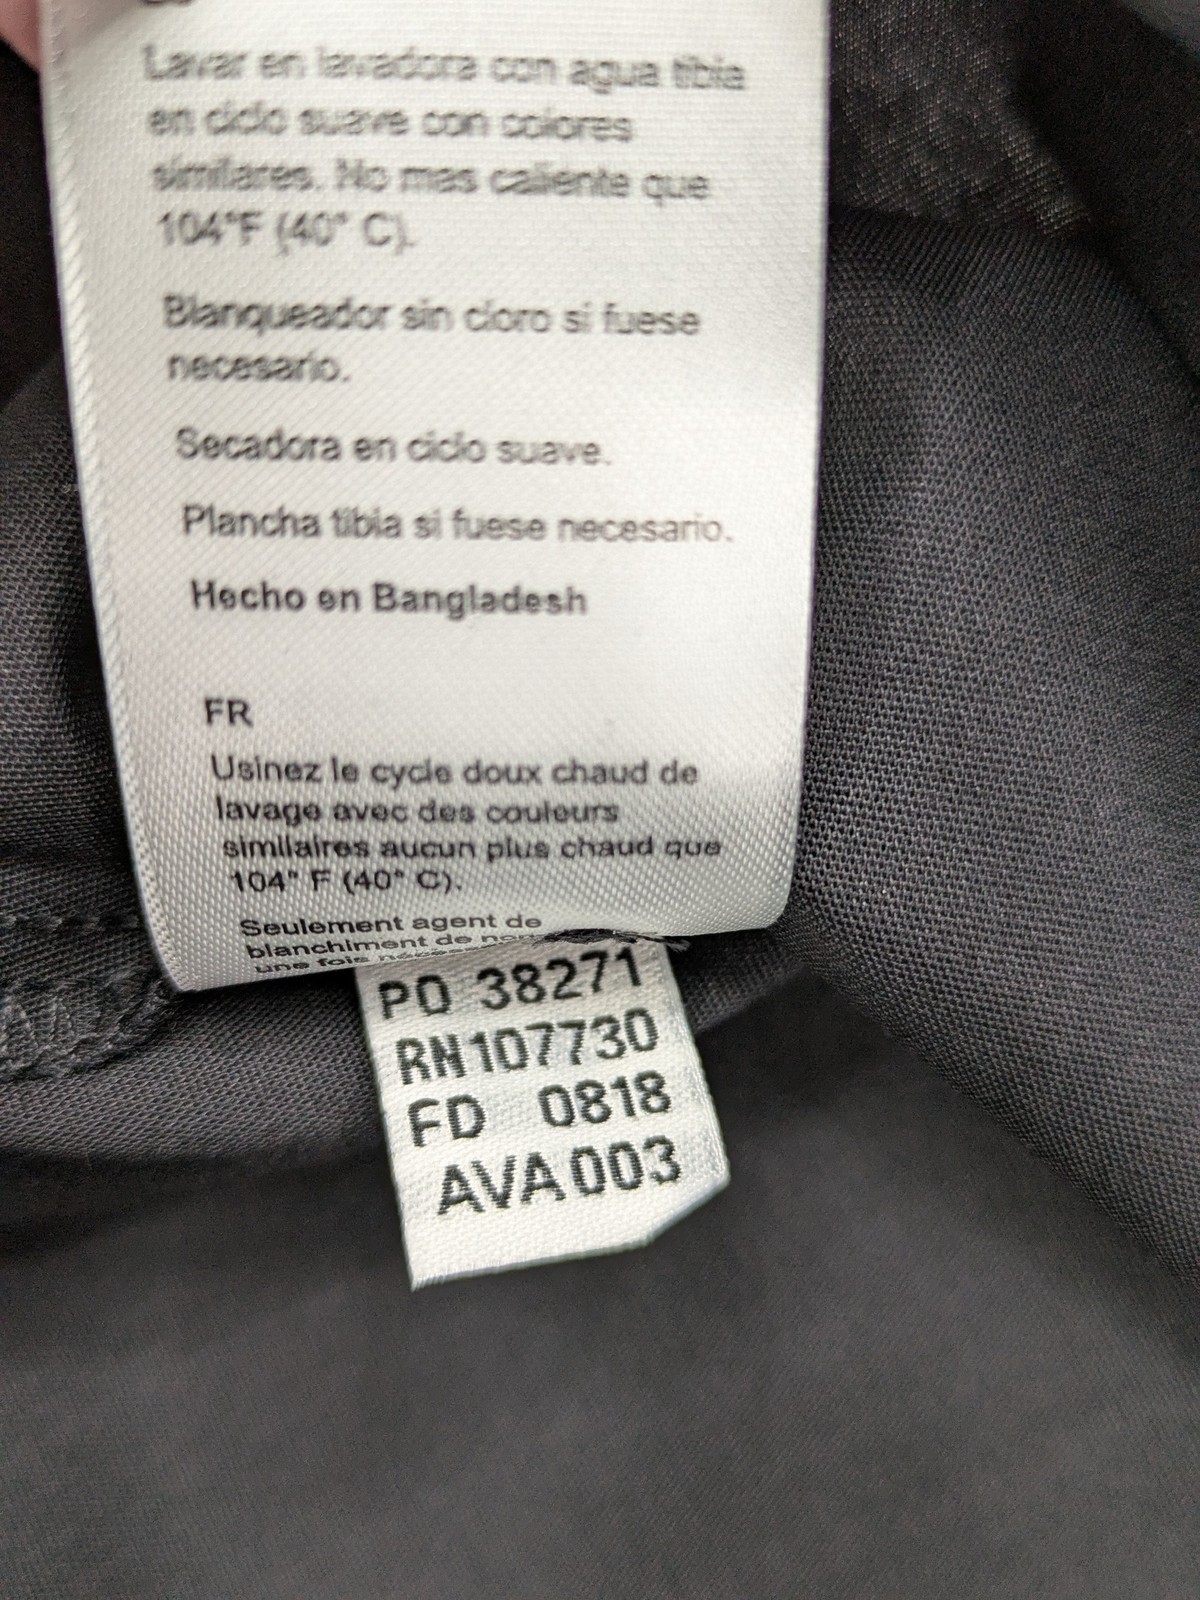 Lavar en lavadora con agua tibia
en ciclo suave con colores
similares. No mas caliente que
104°F (40° C).
Blanqueador sin cloro si fuese
necesario.
Secadora en ciclo suave.
Plancha tibia si fuese necesario.
Hecho en Bangladesh
FR
Usinez le cycle doux chaud de
lavage avec des couleurs
similaires aucun plus chaud que
104° F (40° C).
Seulement agent de
blanchiment de
une fois
PO 38271
RN107730
FD 0818
AVA003